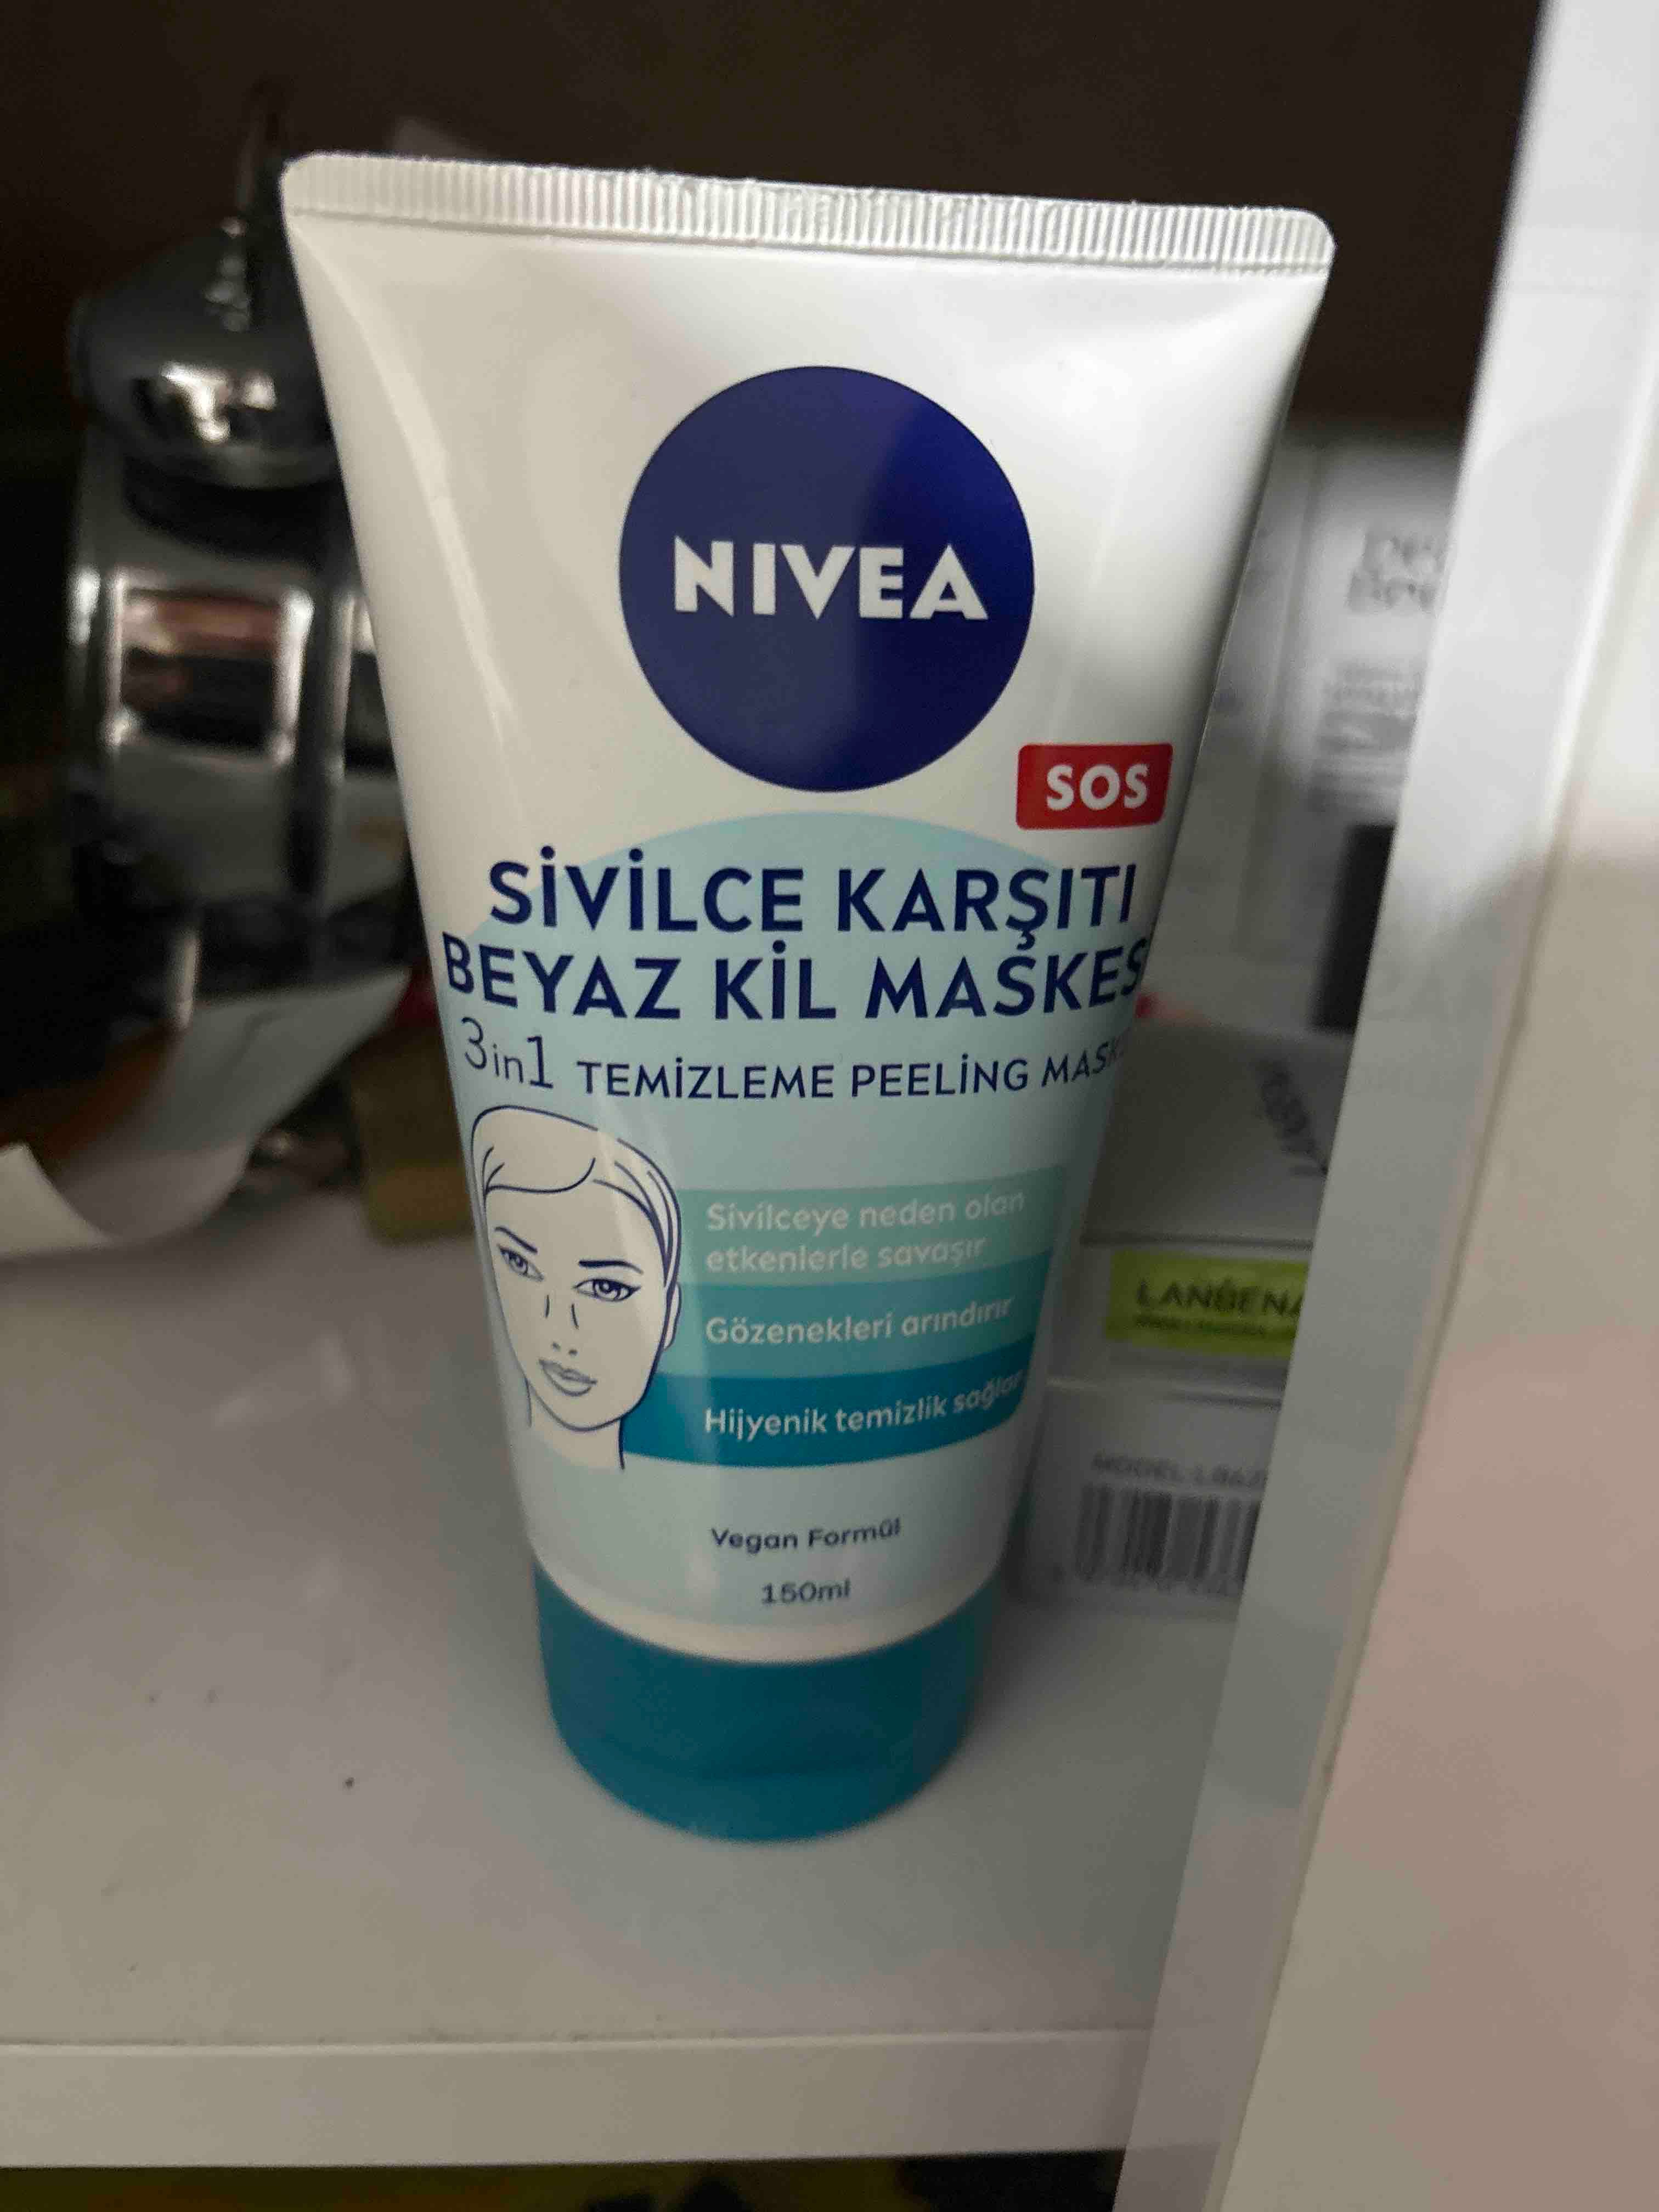 NIVEA
SOS
SİVİLCE KARŞITI
BEYAZ KİL MASKES
3in1 TEMİZLEME PEELİNG MASK
Sivilceye neden olan
etkenlerle savaşır
Gözenekleri arındırır
Hijyenik temizlik sağlar
Vegan Formül
150ml
LANBENA